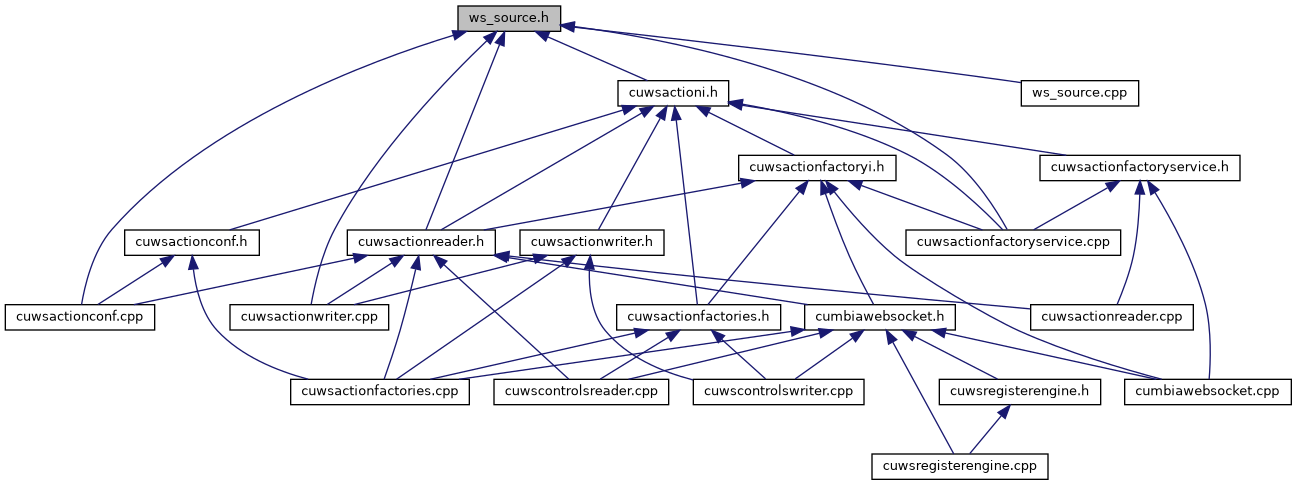 ws_source.h
cuwsactioni.h
ws_source.cpp
cuwsactionfactoryi.h
cuwsactionfactoryservice.h
cuwsactionconf.h
cuwsactionreader.h
cuwsactionwriter.h
cuwsactionfactoryservice.cpp
cuwsactionconf.cpp
cuwsactionwriter.cpp
cuwsactionfactories.h
cumbiawebsocket.h
cuwsactionreader.cpp
cuwsactionfactories.cpp
cuwscontrolsreader.cpp
cuwscontrolswriter.cpp
cuwsregisterengine.h
cumbiawebsocket.cpp
cuwsregisterengine.cpp